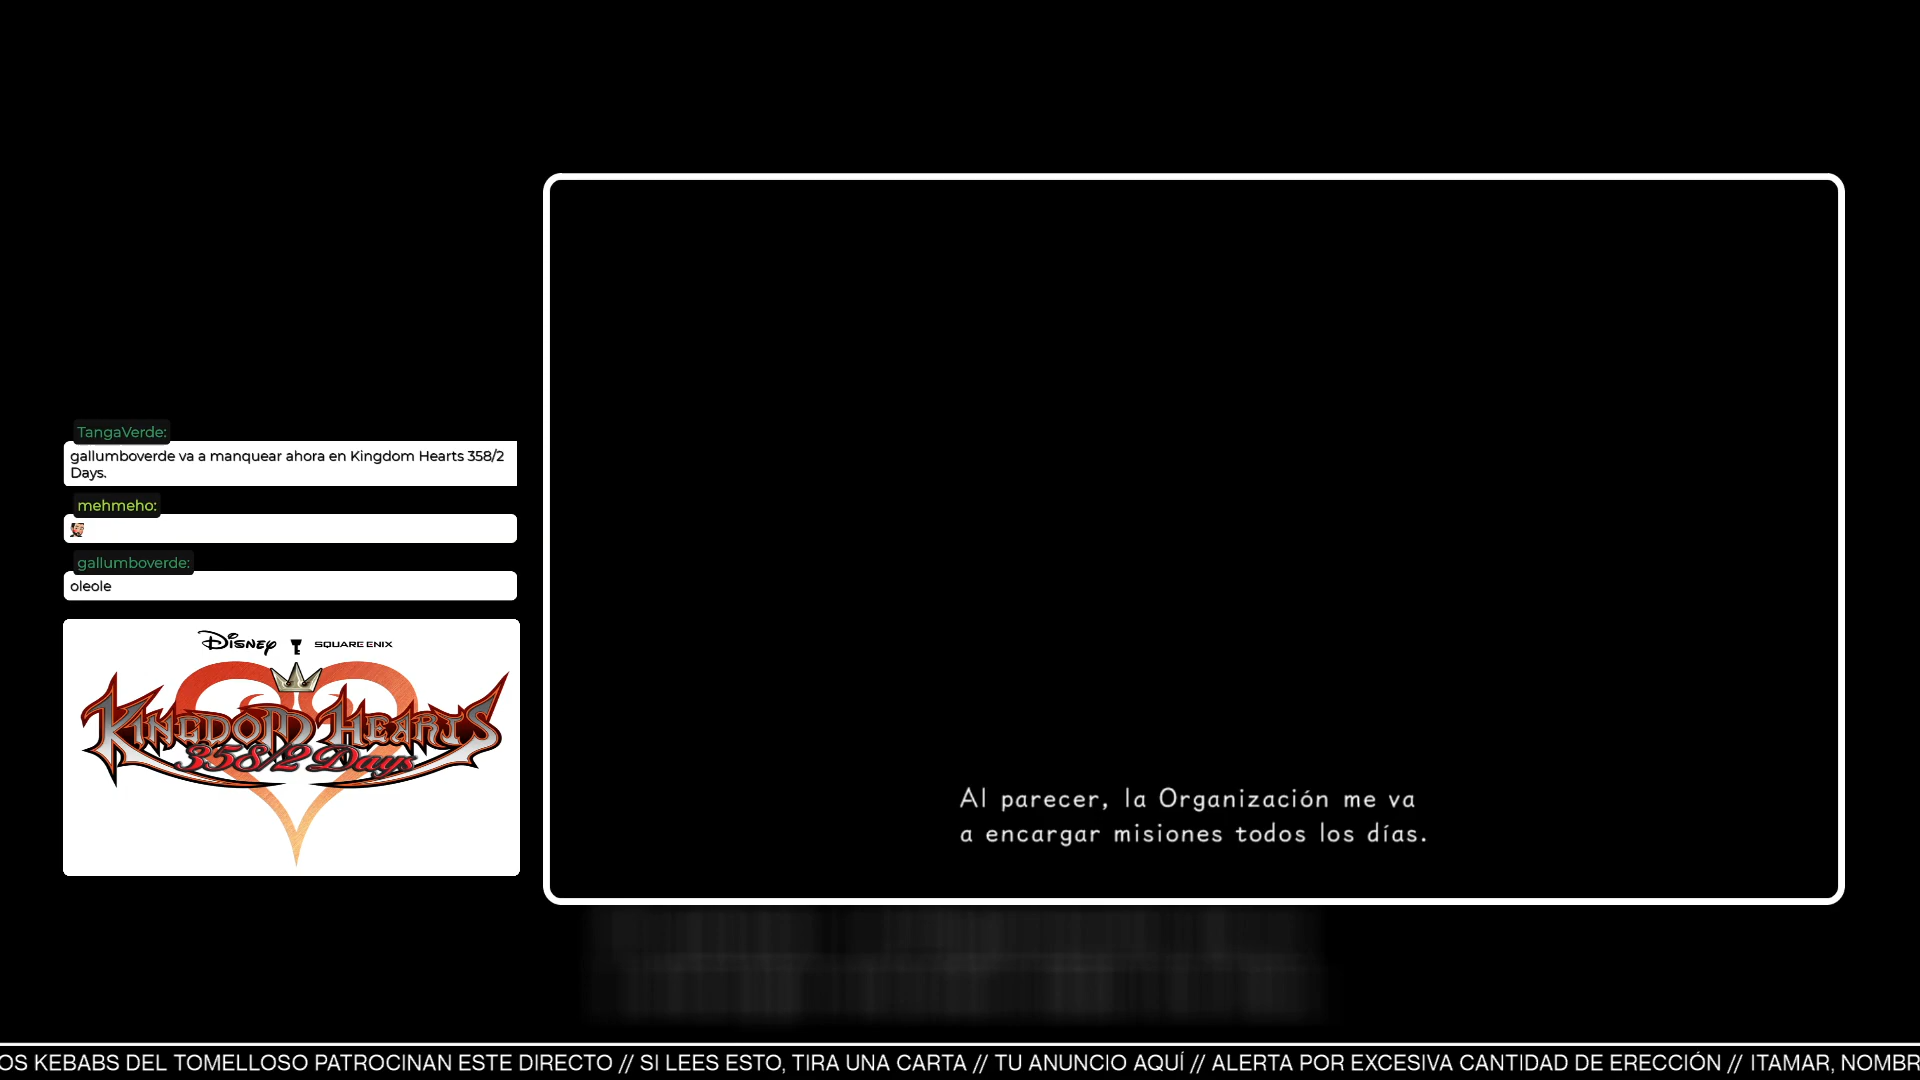 TangaVerde:
gallumboverde va a manquear ahora en Kingdom Hearts 358/2
Days.
mehmeho:
gallumboverde:
oleole
Disney SQUARE ENIX
KINGDOM HEARTS
358/2 Days
Al parecer, la Organización me va
a encargar misiones todos los días.
OS KEBABS DEL TOMELLOSO PATROCINAN ESTE DIRECTO // SI LEES ESTO, TIRA UNA CARTA // TU ANUNCIO AQUÍ // ALERTA POR EXCESIVA CANTIDAD DE ERECCIÓN // ITAMAR, NOMBR